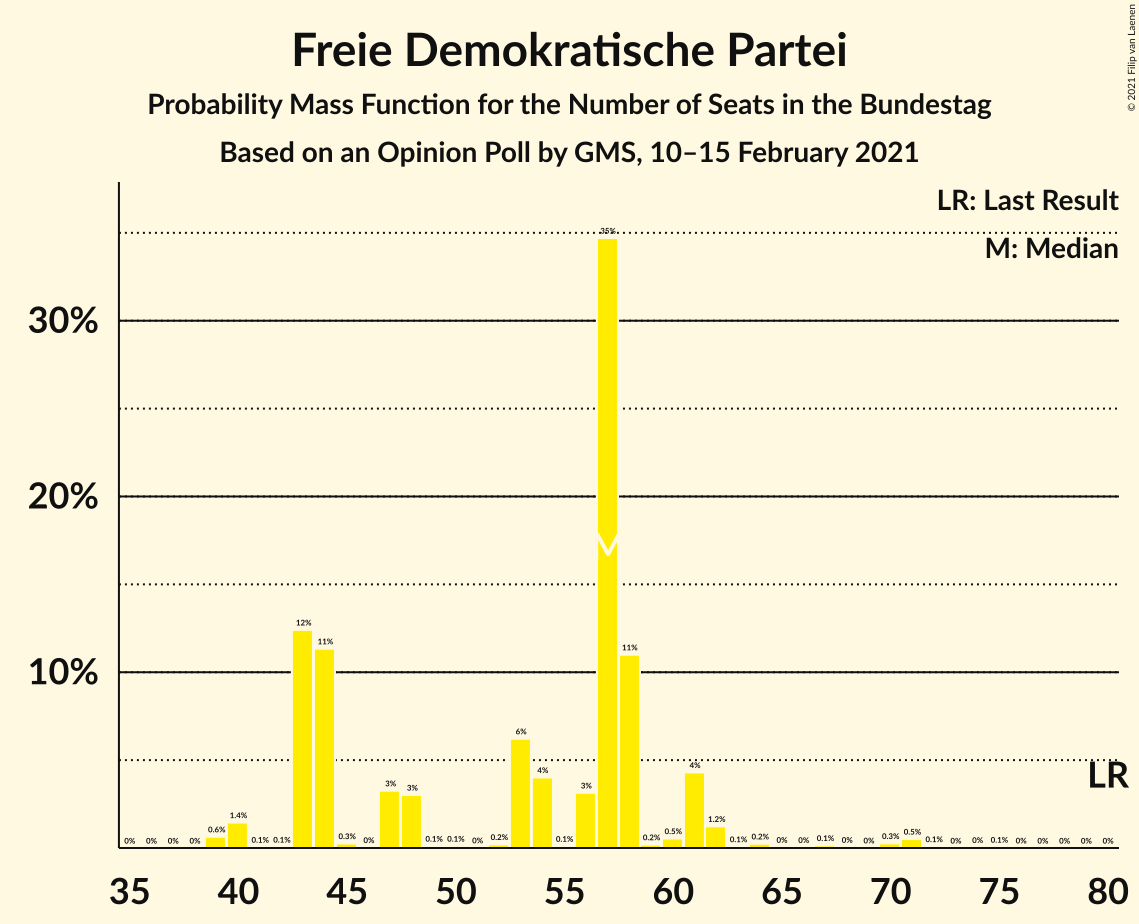 © 2021 Filip van Laenen
Freie Demokratische Partei
Probability Mass Function for the Number of Seats in the Bundestag
Based on an Opinion Poll by GMS, 10–15 February 2021
LR: Last Result
M: Median
35%
30%
20%
M
12%
11%
11%
10%
6%
4%
4%
LR
3%
3%
3%
0% 0% 0% 0% 0.6% 1.4% 0.1% 0.1% 0.3% 0% 0.1% 0.1% 0% 0.2% 0.1% 0.2% 0.5% 1.2% 0.1% 0.2% 0% 0% 0.1% 0% 0% 0.3% 0.5% 0.1% 0% 0% 0.1% 0% 0% 0% 0% 0%
35 40 45 50 55 60 65 70 75 80